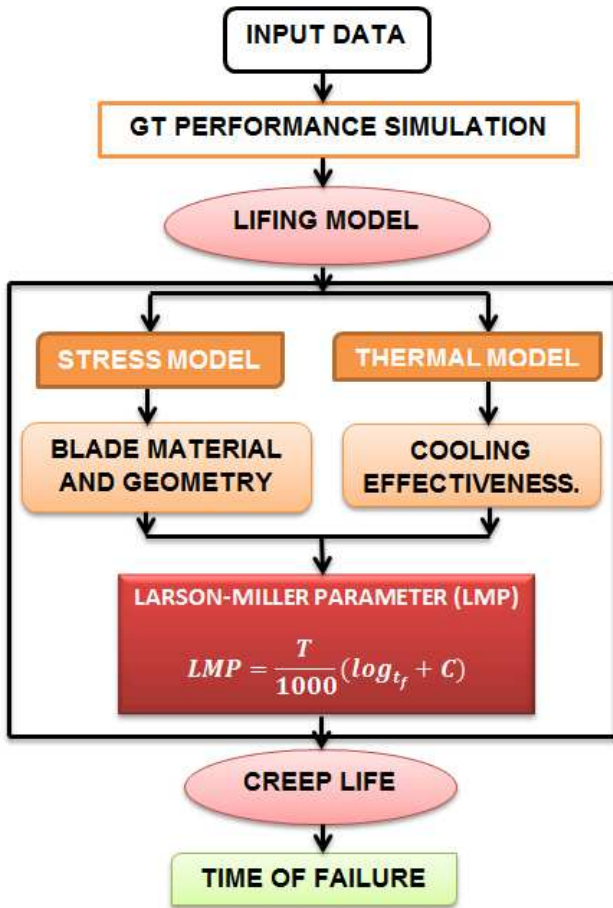 INPUT DATA
GT PERFORMANCE SIMULATION
LIFING MODEL
STRESS MODEL
THERMAL MODEL
BLADE MATERIAL
AND GEOMETRY
COOLING
EFFECTIVENESS.
LARSON-MILLER PARAMETER (LMP)
LMP = T/1000 (log_{t_f} + C)
CREEP LIFE
TIME OF FAILURE